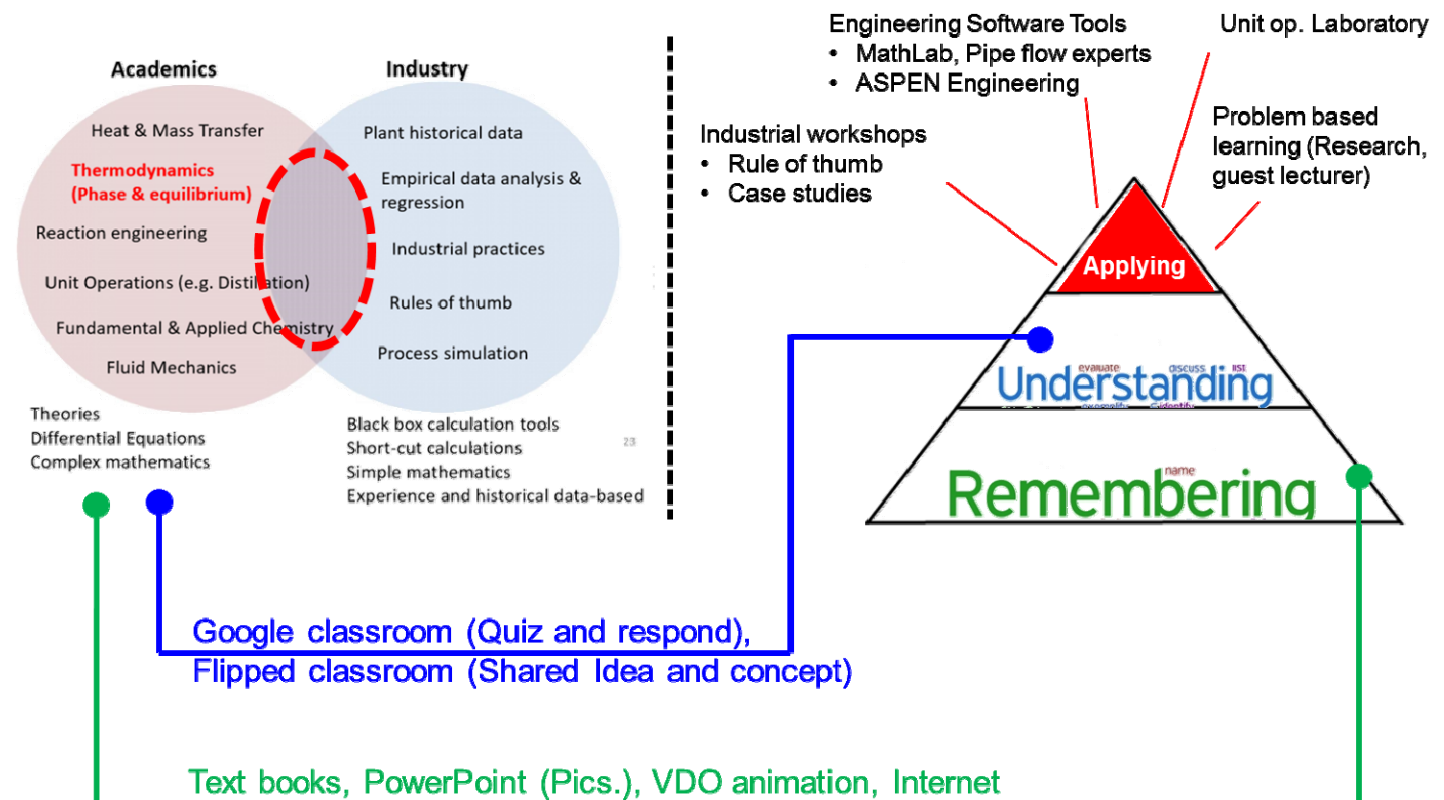 Academics
Heat & Mass Transfer
Thermodynamics
(Phase & equilibrium)
Reaction engineering
Unit Operations (e.g. Distillation)
Fundamental & Applied Chemistry
Fluid Mechanics
Theories
Differential Equations
Complex mathematics
Industry
Plant historical data
Empirical data analysis &
regression
Industrial practices
Rules of thumb
Process simulation
Black box calculation tools
Short-cut calculations
Simple mathematics
Experience and historical data-based
23
Engineering Software Tools
• MathLab, Pipe flow experts
• ASPEN Engineering
Unit op. Laboratory
Industrial workshops
• Rule of thumb
• Case studies
Problem based
learning (Research,
guest lecturer)
Applying
evaluate discuss list
Understanding
identify
name
Remembering
Google classroom (Quiz and respond),
Flipped classroom (Shared Idea and concept)
Text books, PowerPoint (Pics.), VDO animation, Internet